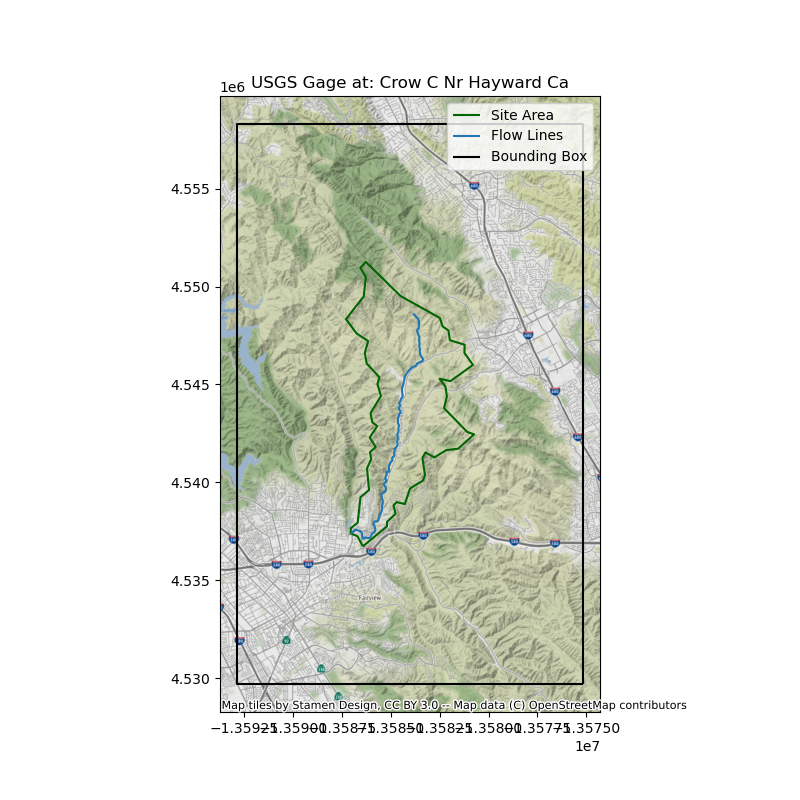 USGS Gage at: Crow C Nr Hayward Ca
1e6
Site Area
Flow Lines
Bounding Box
4.555
4.550
4.545
4.540
4.535
4.530
Fairview
Map tiles by Stamen Design, CC BY 3.0 -- Map data (C) OpenStreetMap contributors
−1.35925 −1.35900 −1.35875 −1.35850 −1.35825 −1.35800 −1.35775 −1.35750
1e7